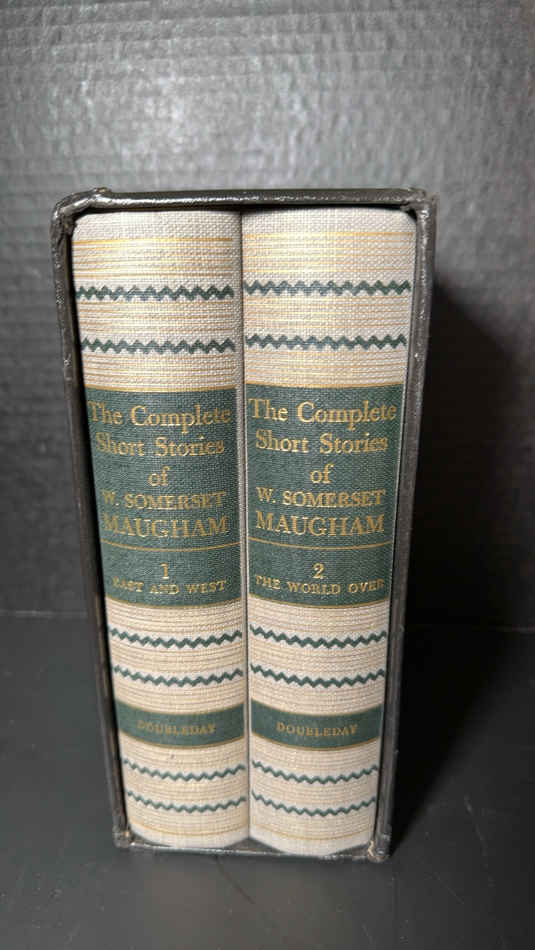 The Complete
Short Stories
of
W. SOMERSET
MAUGHAM
1
EAST AND WEST
DOUBLEDAY
The Complete
Short Stories
of
W. SOMERSET
MAUGHAM
2
THE WORLD OVER
DOUBLEDAY